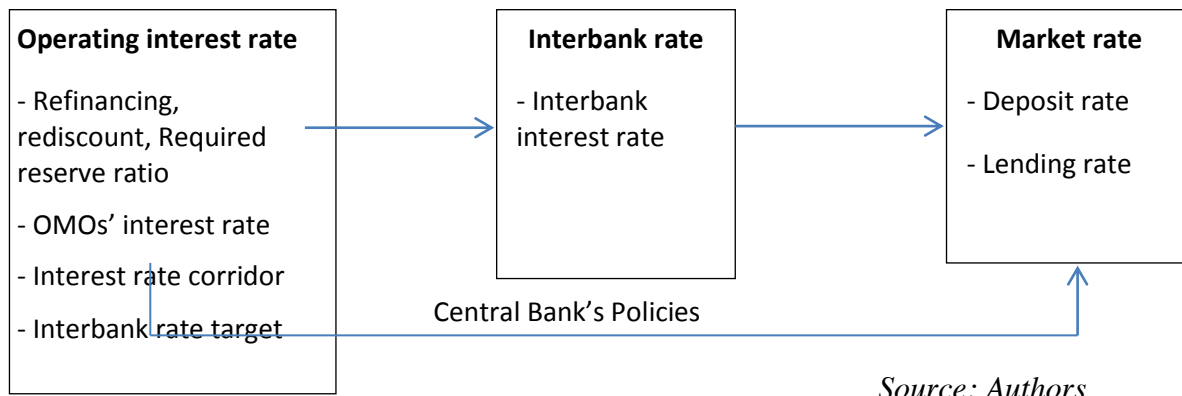 Operating interest rate
- Refinancing,
rediscount, Required
reserve ratio
- OMOs’ interest rate
- Interest rate corridor
- Interbank rate target
Interbank rate
- Interbank
interest rate
Market rate
- Deposit rate
- Lending rate
Central Bank’s Policies
Source: Authors